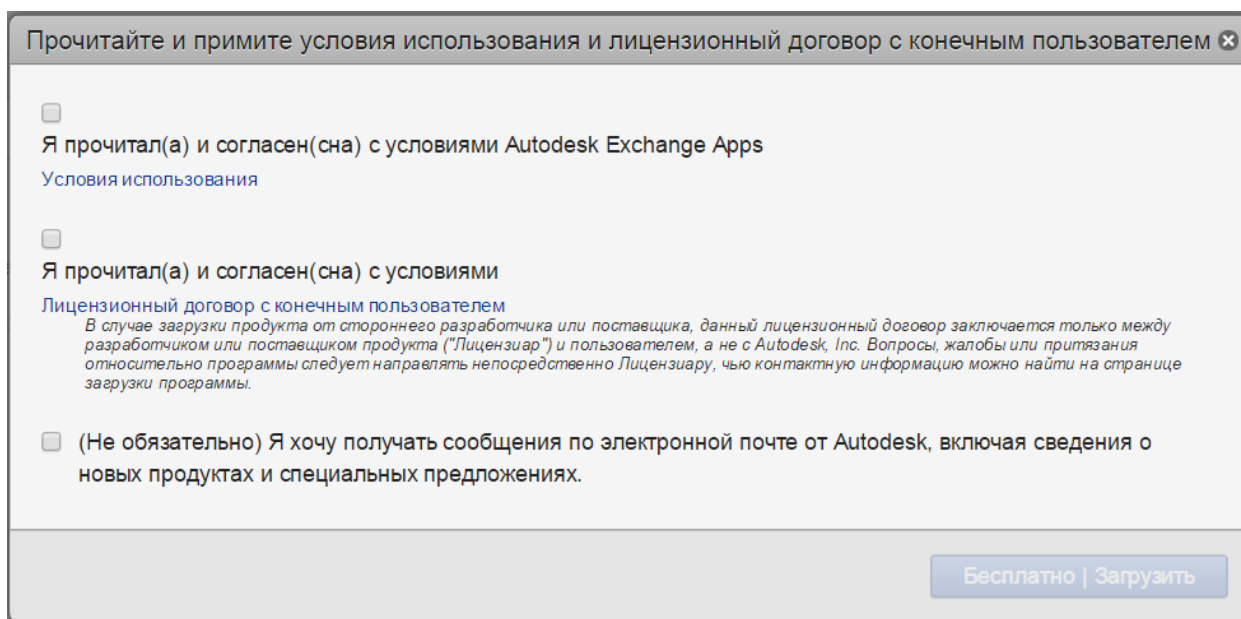 Прочитайте и примите условия использования и лицензионный договор с конечным пользователем
Я прочитал(а) и согласен(сна) с условиями Autodesk Exchange Apps
Условия использования
Я прочитал(а) и согласен(сна) с условиями
Лицензионный договор с конечным пользователем
В случае загрузки продукта от стороннего разработчика или поставщика, данный лицензионный договор заключается только между
разработчиком или поставщиком продукта ("Лицензиар") и пользователем, а не с Autodesk, Inc. Вопросы, жалобы или притязания
относительно программы следует направлять непосредственно Лицензиару, чью контактную информацию можно найти на странице
загрузки программы.
(Не обязательно) Я хочу получать сообщения по электронной почте от Autodesk, включая сведения о
новых продуктах и специальных предложениях.
Бесплатно | Загрузить